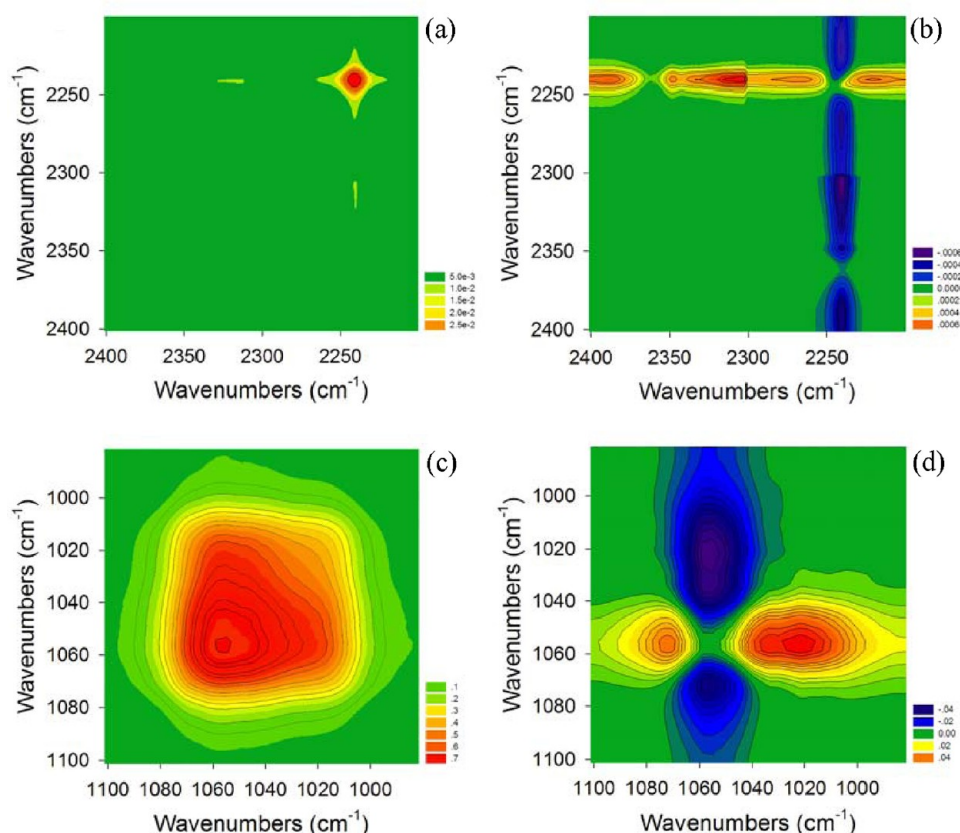 (a)
2250
2300
2350
2400
Wavenumbers (cm⁻¹)
2400 2350 2300 2250
Wavenumbers (cm⁻¹)
5.0e-3
1.0e-2
1.5e-2
2.0e-2
2.5e-2
(b)
2250
2300
2350
2400
Wavenumbers (cm⁻¹)
2400 2350 2300 2250
Wavenumbers (cm⁻¹)
-.0006
-.0004
-.0002
0.0000
.0002
.0004
.0006
(c)
1000
1020
1040
1060
1080
1100
Wavenumbers (cm⁻¹)
1100 1080 1060 1040 1020 1000
Wavenumbers (cm⁻¹)
.1
.2
.3
.4
.5
.6
.7
(d)
1000
1020
1040
1060
1080
1100
Wavenumbers (cm⁻¹)
1100 1080 1060 1040 1020 1000
Wavenumbers (cm⁻¹)
-.04
-.02
0.00
.02
.04